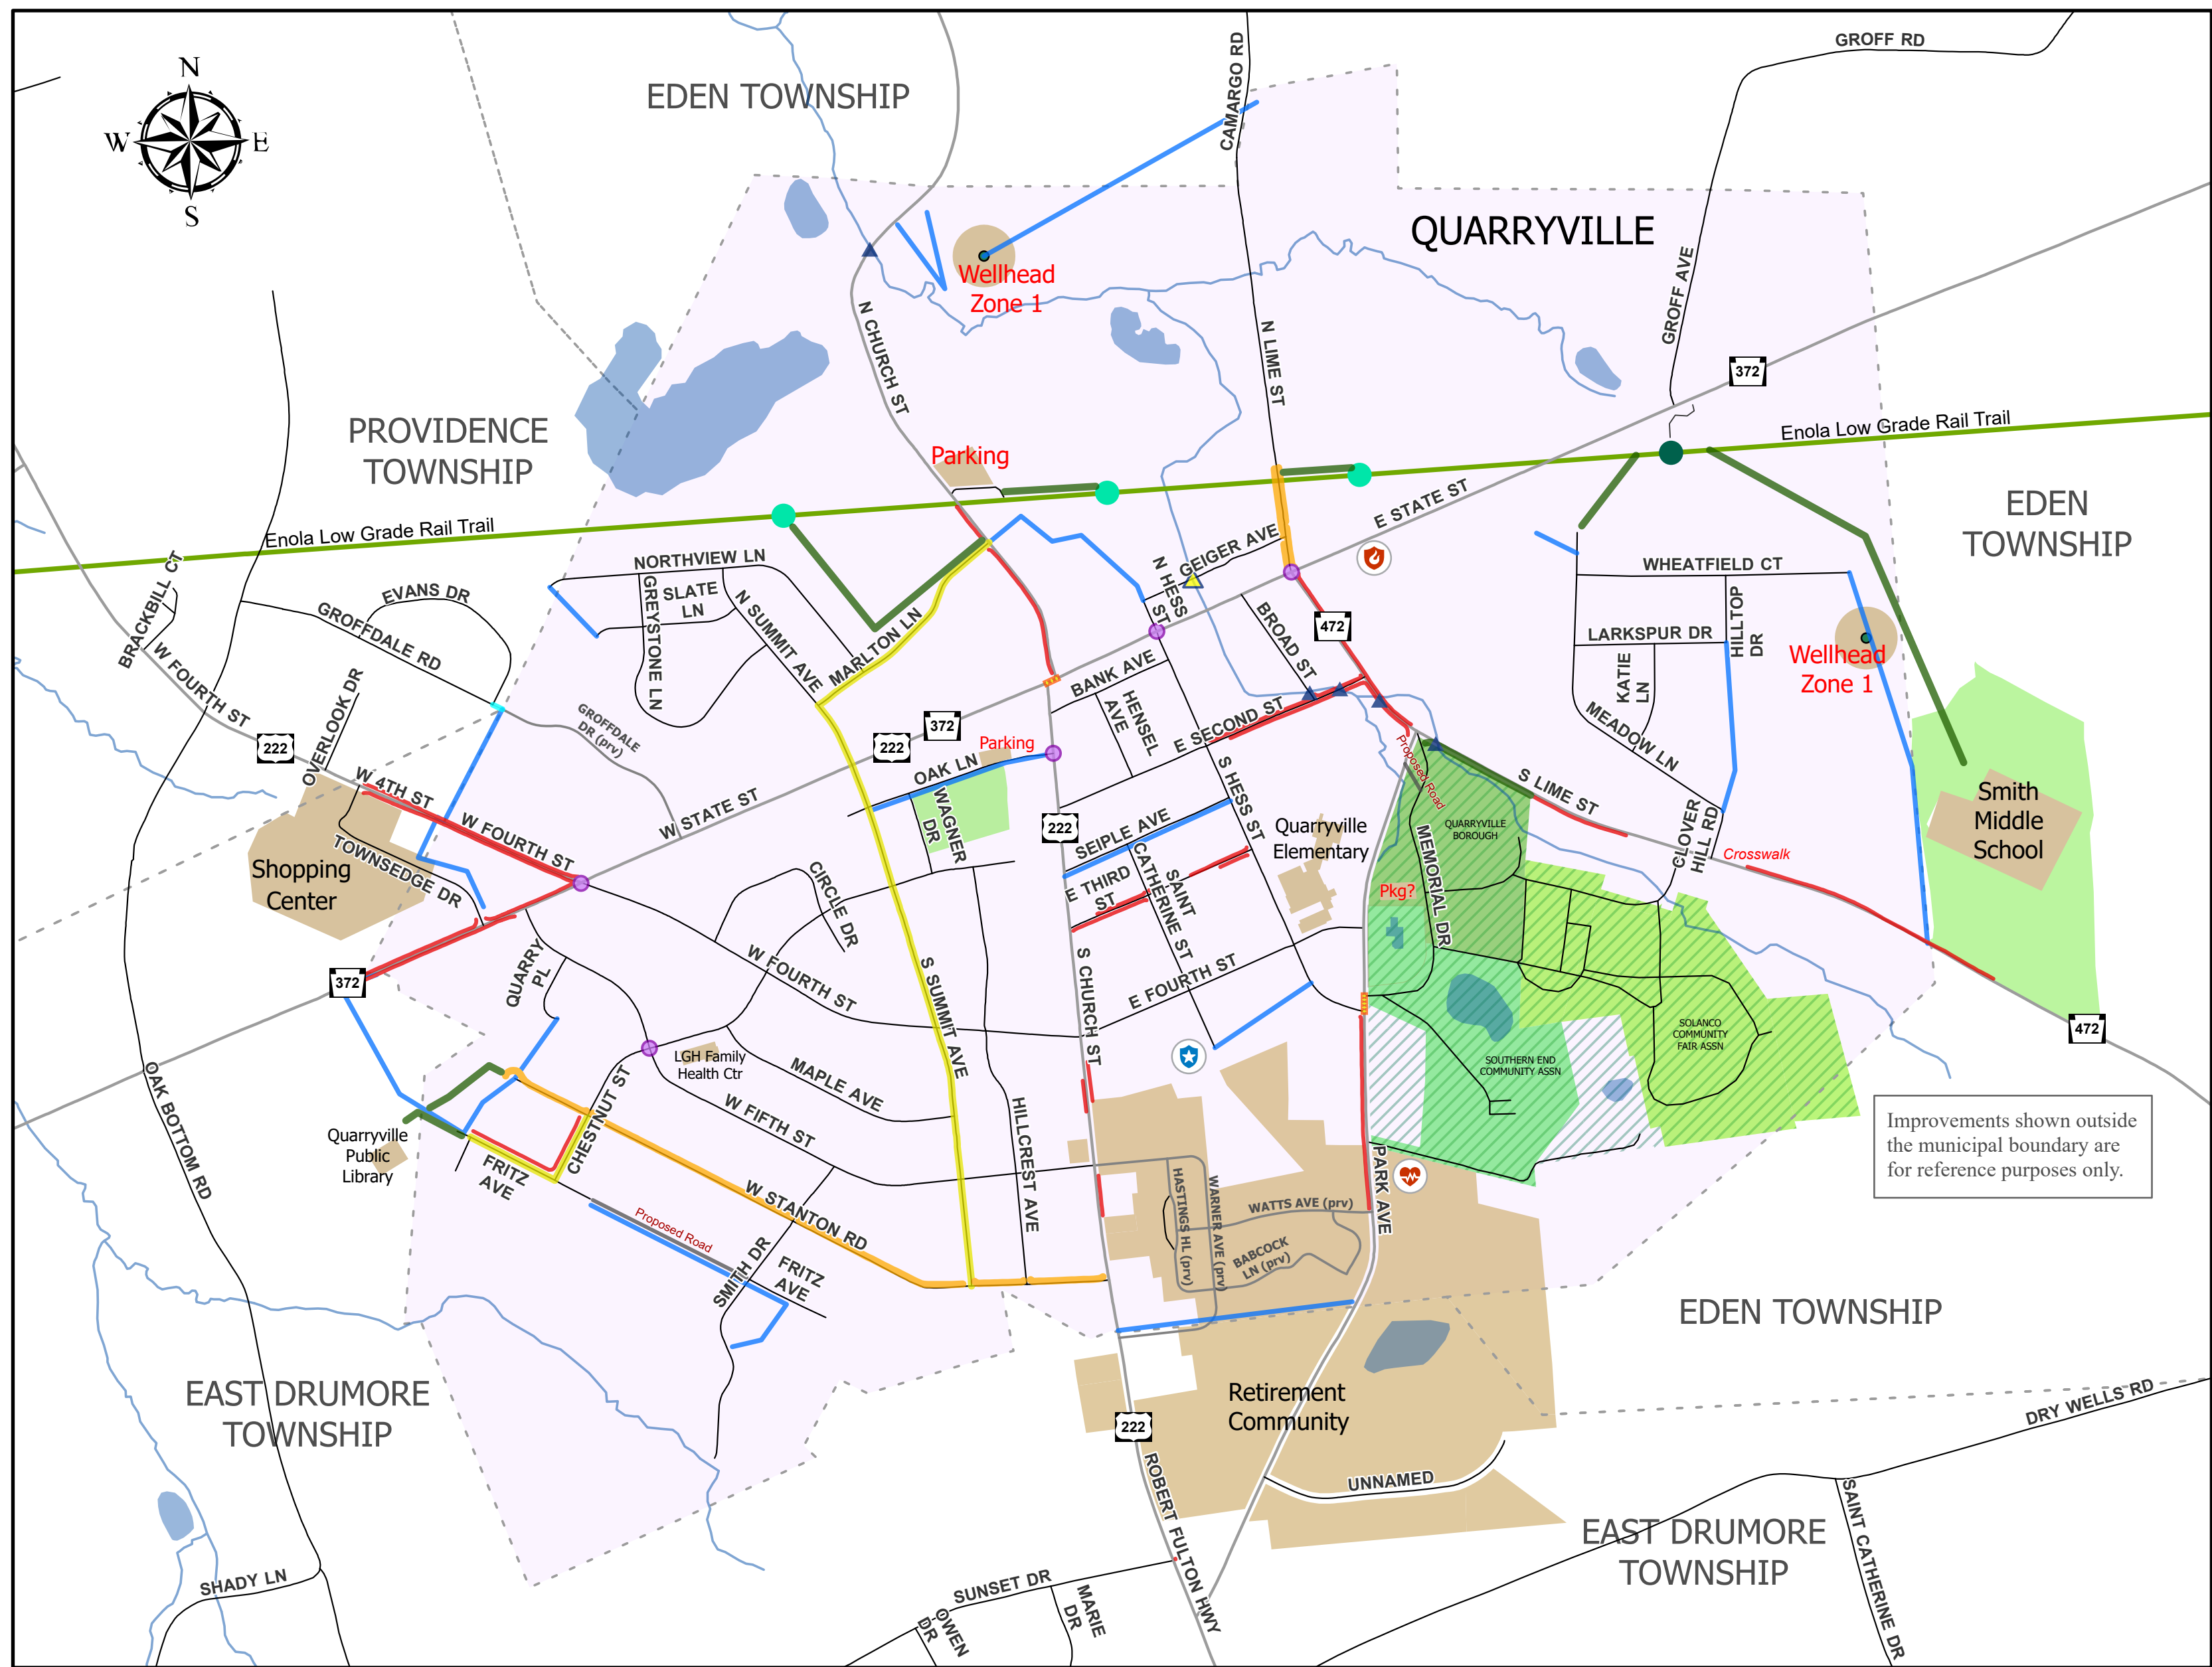 GROFF RD
CAMARGO RD
N
W
E
S
EDEN TOWNSHIP
QUARRYVILLE
Wellhead
Zone 1
GROFF AVE
N CHURCH ST
N LIME ST
372
PROVIDENCE
TOWNSHIP
Parking
Enola Low Grade Rail Trail
Enola Low Grade Rail Trail
EDEN
TOWNSHIP
E STATE ST
GEIGER AVE
N HESS
ST
BRACKBILL CT
EVANS DR
GROFFDALE RD
NORTHVIEW LN
SLATE
LN
GREYSTONE LN
N SUMMIT AVE
MARLTON LN
WHEATFIELD CT
HILLTOP
DR
LARKSPUR DR
KATIE
LN
MEADOW LN
Wellhead
Zone 1
BROAD ST
472
BANK AVE
HENSEL
AVE
E SECOND ST
W FOURTH ST
222
OVERLOOK DR
GROFFDALE
DR (prv)
222
372
Parking
OAK LN
WAGNER
DR
W STATE ST
W 4TH ST
W FOURTH ST
TOWNSEDGE DR
Shopping
Center
222
SEIPLE AVE
S HESS ST
E THIRD
ST
SAINT
CATHERINE ST
Quarryville
Elementary
Proposed Road
QUARRYVILLE
BOROUGH
MEMORIAL DR
Pkg?
S LIME ST
CLOVER
HILL RD
Crosswalk
Smith
Middle
School
CIRCLE DR
W FOURTH ST
QUARRY
PL
372
S SUMMIT AVE
S CHURCH ST
E FOURTH ST
SOLANCO
COMMUNITY
FAIR ASSN
SOUTHERN END
COMMUNITY ASSN
472
LGH Family
Health Ctr
MAPLE AVE
W FIFTH ST
CHESTNUT ST
OAK BOTTOM RD
Quarryville
Public
Library
FRITZ
AVE
Proposed Road
W STANTON RD
SMITH DR
FRITZ
AVE
HILLCREST AVE
HASTINGS HL (prv)
WARNER AVE (prv)
WATTS AVE (prv)
BABCOCK
LN (prv)
PARK AVE
Improvements shown outside
the municipal boundary are
for reference purposes only.
EDEN TOWNSHIP
EAST DRUMORE
TOWNSHIP
Retirement
Community
222
UNNAMED
ROBERT FULTON HWY
DRY WELLS RD
SAINT CATHERINE DR
EAST DRUMORE
TOWNSHIP
SHADY LN
SUNSET DR
OWEN
DR
MARIE
DR